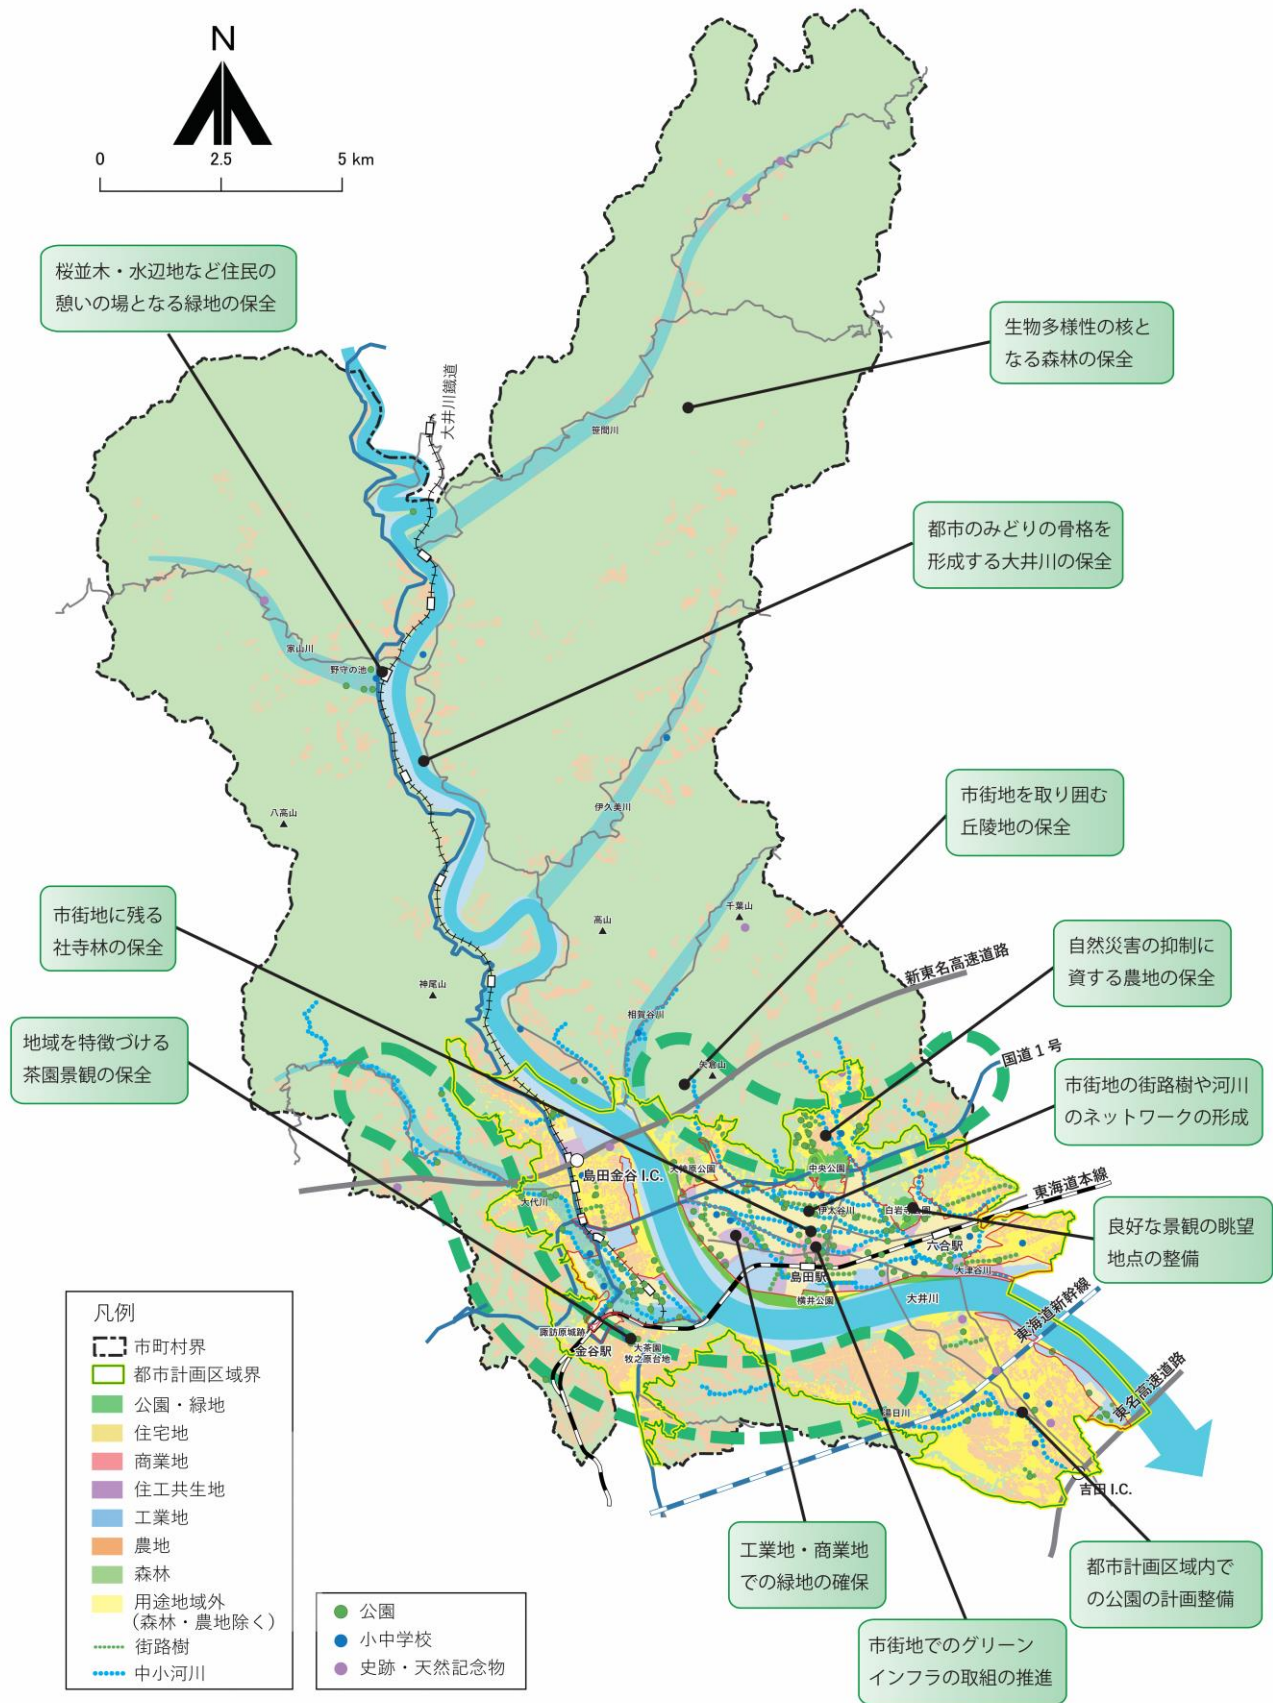 N
0 2.5 5 km
桜並木・水辺地など住民の
憩いの場となる緑地の保全
大井川鐵道
生物多様性の核と
なる森林の保全
笹間川
都市のみどりの骨格を
形成する大井川の保全
家山川
野守の池
八高山
伊久美川
市街地を取り囲む
丘陵地の保全
市街地に残る
社寺林の保全
高山
千葉山
自然災害の抑制に
資する農地の保全
新東名高速道路
神尾山
相賀谷川
地域を特徴づける
茶園景観の保全
矢倉山
国道1号
市街地の街路樹や河川
のネットワークの形成
島田金谷 I.C.
中央公園
大代川
伊太谷川
白岩寺公園
東海道本線
六合駅
良好な景観の眺望
地点の整備
島田駅
大津谷川
横井公園
大井川
東海道新幹線
諏訪原城跡
金谷駅
大茶園
牧之原台地
湯日川
東名高速道路
吉田 I.C.
工業地・商業地
での緑地の確保
都市計画区域内で
の公園の計画整備
市街地でのグリーン
インフラの取組の推進
凡例
市町村界
都市計画区域界
公園・緑地
住宅地
商業地
住工共生地
工業地
農地
森林
用途地域外
(森林・農地除く)
街路樹
中小河川
公園
小中学校
史跡・天然記念物